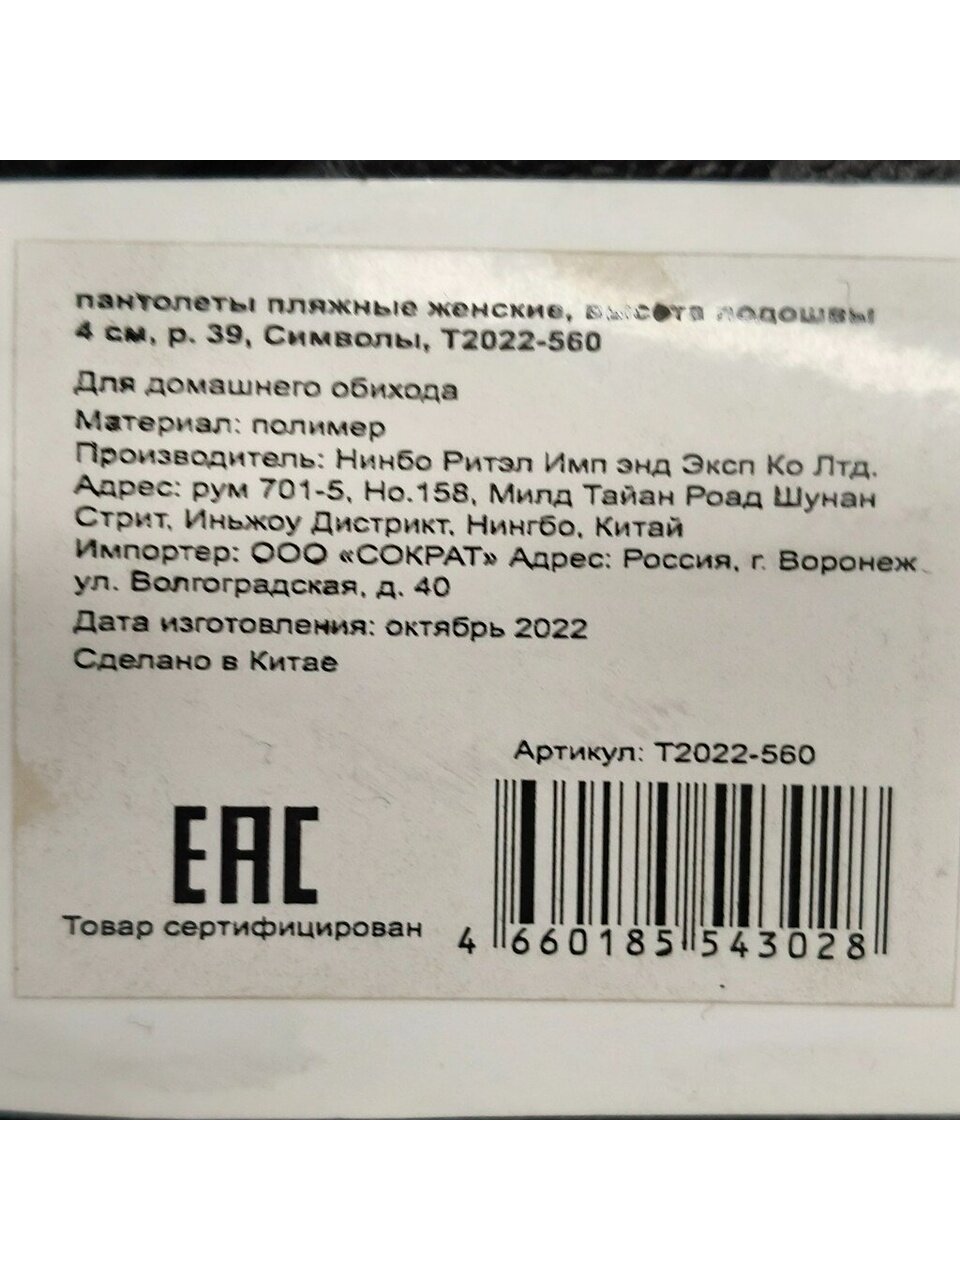 пантолеты пляжные женские, высота подошвы
4 см, р. 39, Символы, Т2022-560
Для домашнего обихода
Материал: полимер
Производитель: Нинбо Ритэл Имп энд Эксп Ко Лтд.
Адрес: рум 701-5, Но.158, Милд Тайан Роад Шунан
Стрит, Иньжоу Дистрикт, Нингбо, Китай
Импортер: ООО «СОКРАТ» Адрес: Россия, г. Воронеж
ул. Волгоградская, д. 40
Дата изготовления: октябрь 2022
Сделано в Китае
Артикул: Т2022-560
ЕАС
Товар сертифицирован
4 660185 543028